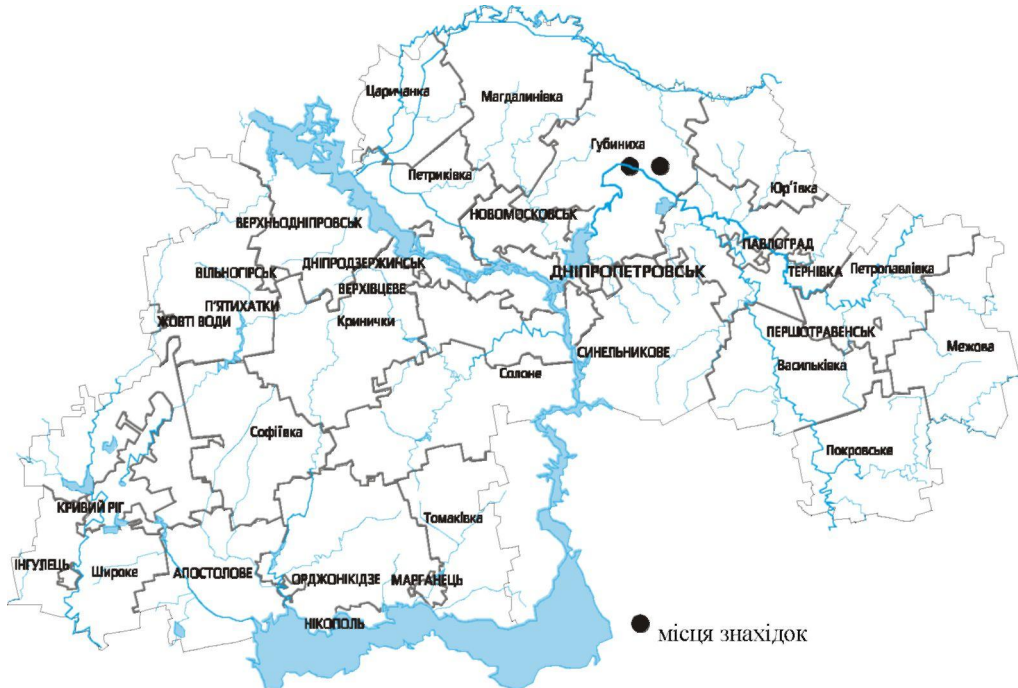 Царичанка
Магдалинівка
Губиниха
Петриківка
Юр'ївка
НОВОМОСКОВСЬК
ВЕРХНЬОДНІПРОВСЬК
ПАВЛОГРАД
ДНІПРОДЗЕРЖИНСЬК
ДНІПРОПЕТРОВСЬК
ВІЛЬНОГІРСЬК
ТЕРНІВКА
Петропавлівка
ВЕРХІВЦЕВЕ
П'ЯТИХАТКИ
ЖОВТІ ВОДИ
Кринички
ПЕРШОТРАВЕНСЬК
Межова
СИНЕЛЬНИКОВЕ
Васильківка
Солоне
Софіївка
Покровське
КРИВИЙ РІГ
Томаківка
ІНГУЛЕЦЬ
Широке
АПОСТОЛОВЕ
ОРДЖОНІКІДЗЕ
МАРГАНЕЦЬ
НІКОПОЛЬ
місця знахідок